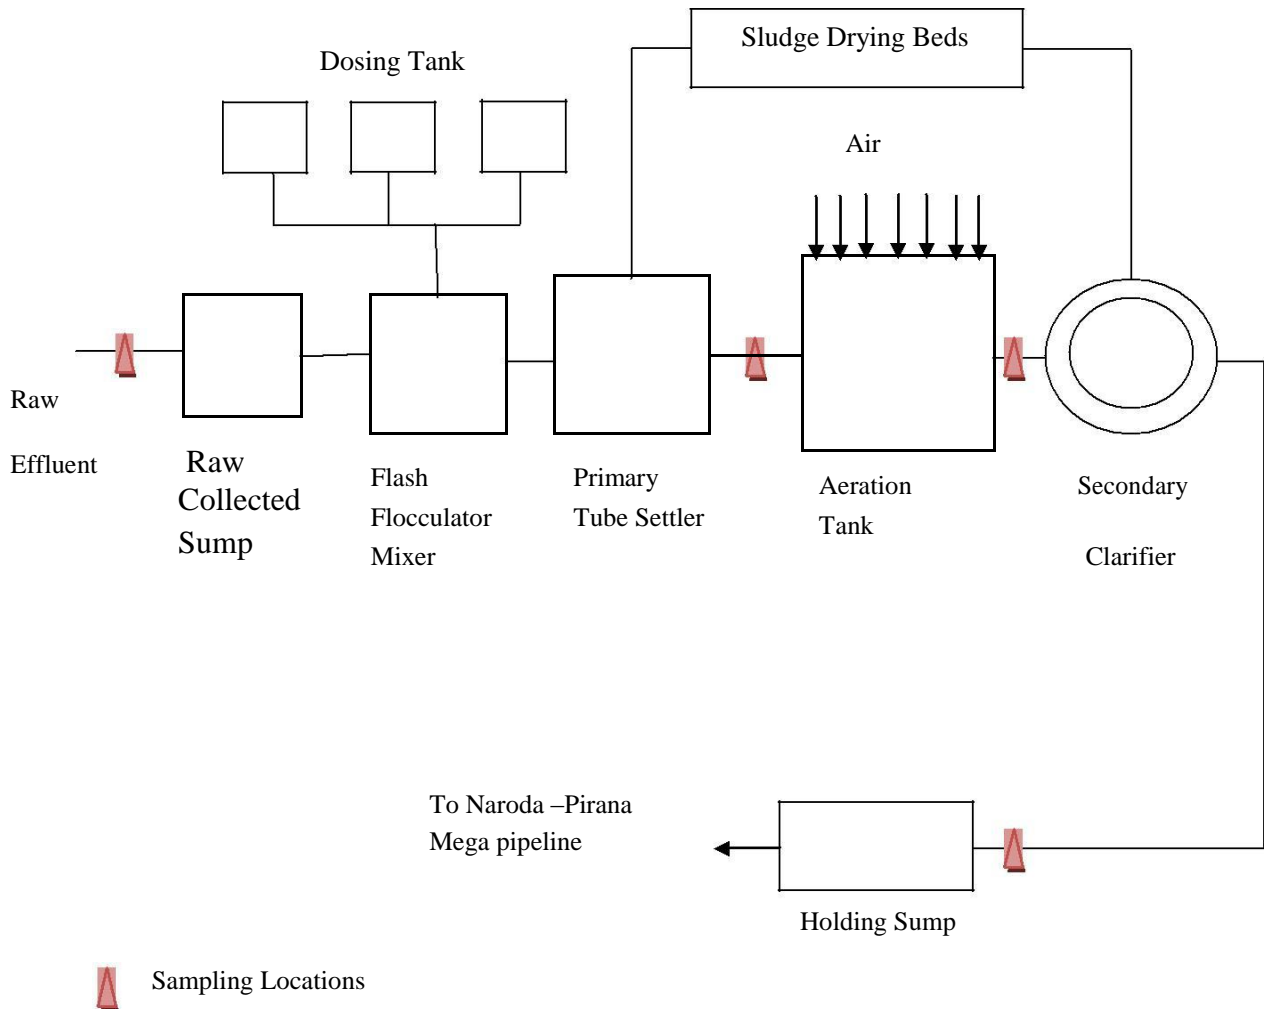 Sludge Drying Beds
Dosing Tank
Air
Raw
Effluent
Raw
Collected
Sump
Flash
Flocculator
Mixer
Primary
Tube Settler
Aeration
Tank
Secondary
Clarifier
To Naroda –Pirana
Mega pipeline
Holding Sump
Sampling Locations